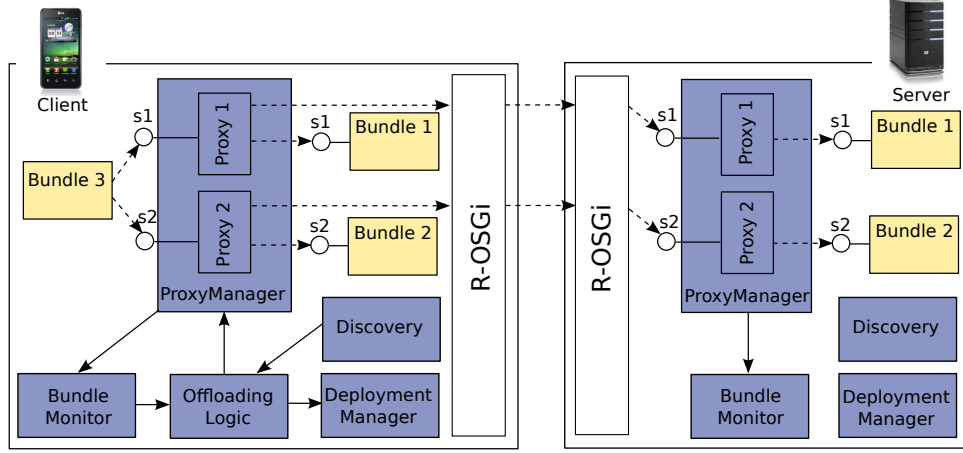 Client
Server
s1
Proxy 1
s1
Bundle 1
Bundle 3
s2
Proxy 2
s2
Bundle 2
ProxyManager
Discovery
Bundle
Monitor
Offloading
Logic
Deployment
Manager
R-OSGi
R-OSGi
s1
Proxy 1
s1
Bundle 1
s2
Proxy 2
s2
Bundle 2
ProxyManager
Discovery
Bundle
Monitor
Deployment
Manager